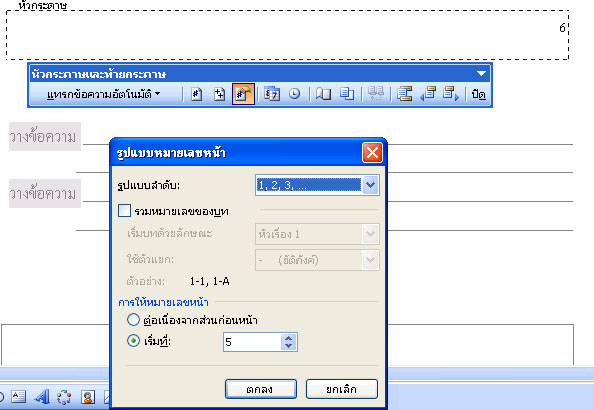 หัวกระดาษ
6
หัวกระดาษและท้ายกระดาษ
แทรกข้อความอัตโนมัติ
ปิด
วางข้อความ
รูปแบบหมายเลขหน้า
รูปแบบลำดับ: 1, 2, 3, ...
วางข้อความ
รวมหมายเลขของบท
เริ่มบทด้วยลักษณะ หัวเรื่อง 1
ใช้ตัวแยก: - (ยัติภังค์)
ตัวอย่าง: 1-1, 1-A
การให้หมายเลขหน้า
ต่อเนื่องจากส่วนก่อนหน้า
เริ่มที่: 5
ตกลง ยกเลิก